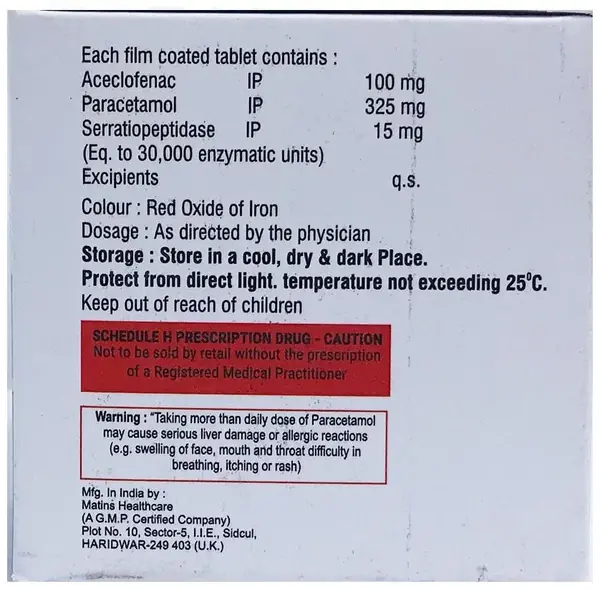 Each film coated tablet contains :
Aceclofenac IP 100 mg
Paracetamol IP 325 mg
Serratiopeptidase IP 15 mg
(Eq. to 30,000 enzymatic units)
Excipients q.s.
Colour : Red Oxide of Iron
Dosage : As directed by the physician
Storage : Store in a cool, dry & dark Place.
Protect from direct light. temperature not exceeding 25⁰C.
Keep out of reach of children
SCHEDULE H PRESCRIPTION DRUG - CAUTION
Not to be sold by retail without the prescription
of a Registered Medical Practitioner
Warning : "Taking more than daily dose of Paracetamol
may cause serious liver damage or allergic reactions
(e.g. swelling of face, mouth and throat difficulty in
breathing, itching or rash)
Mfg. In India by :
Matins Healthcare
(A G.M.P. Certified Company)
Plot No. 10, Sector-5, I.I.E., Sidcul,
HARIDWAR-249 403 (U.K.)